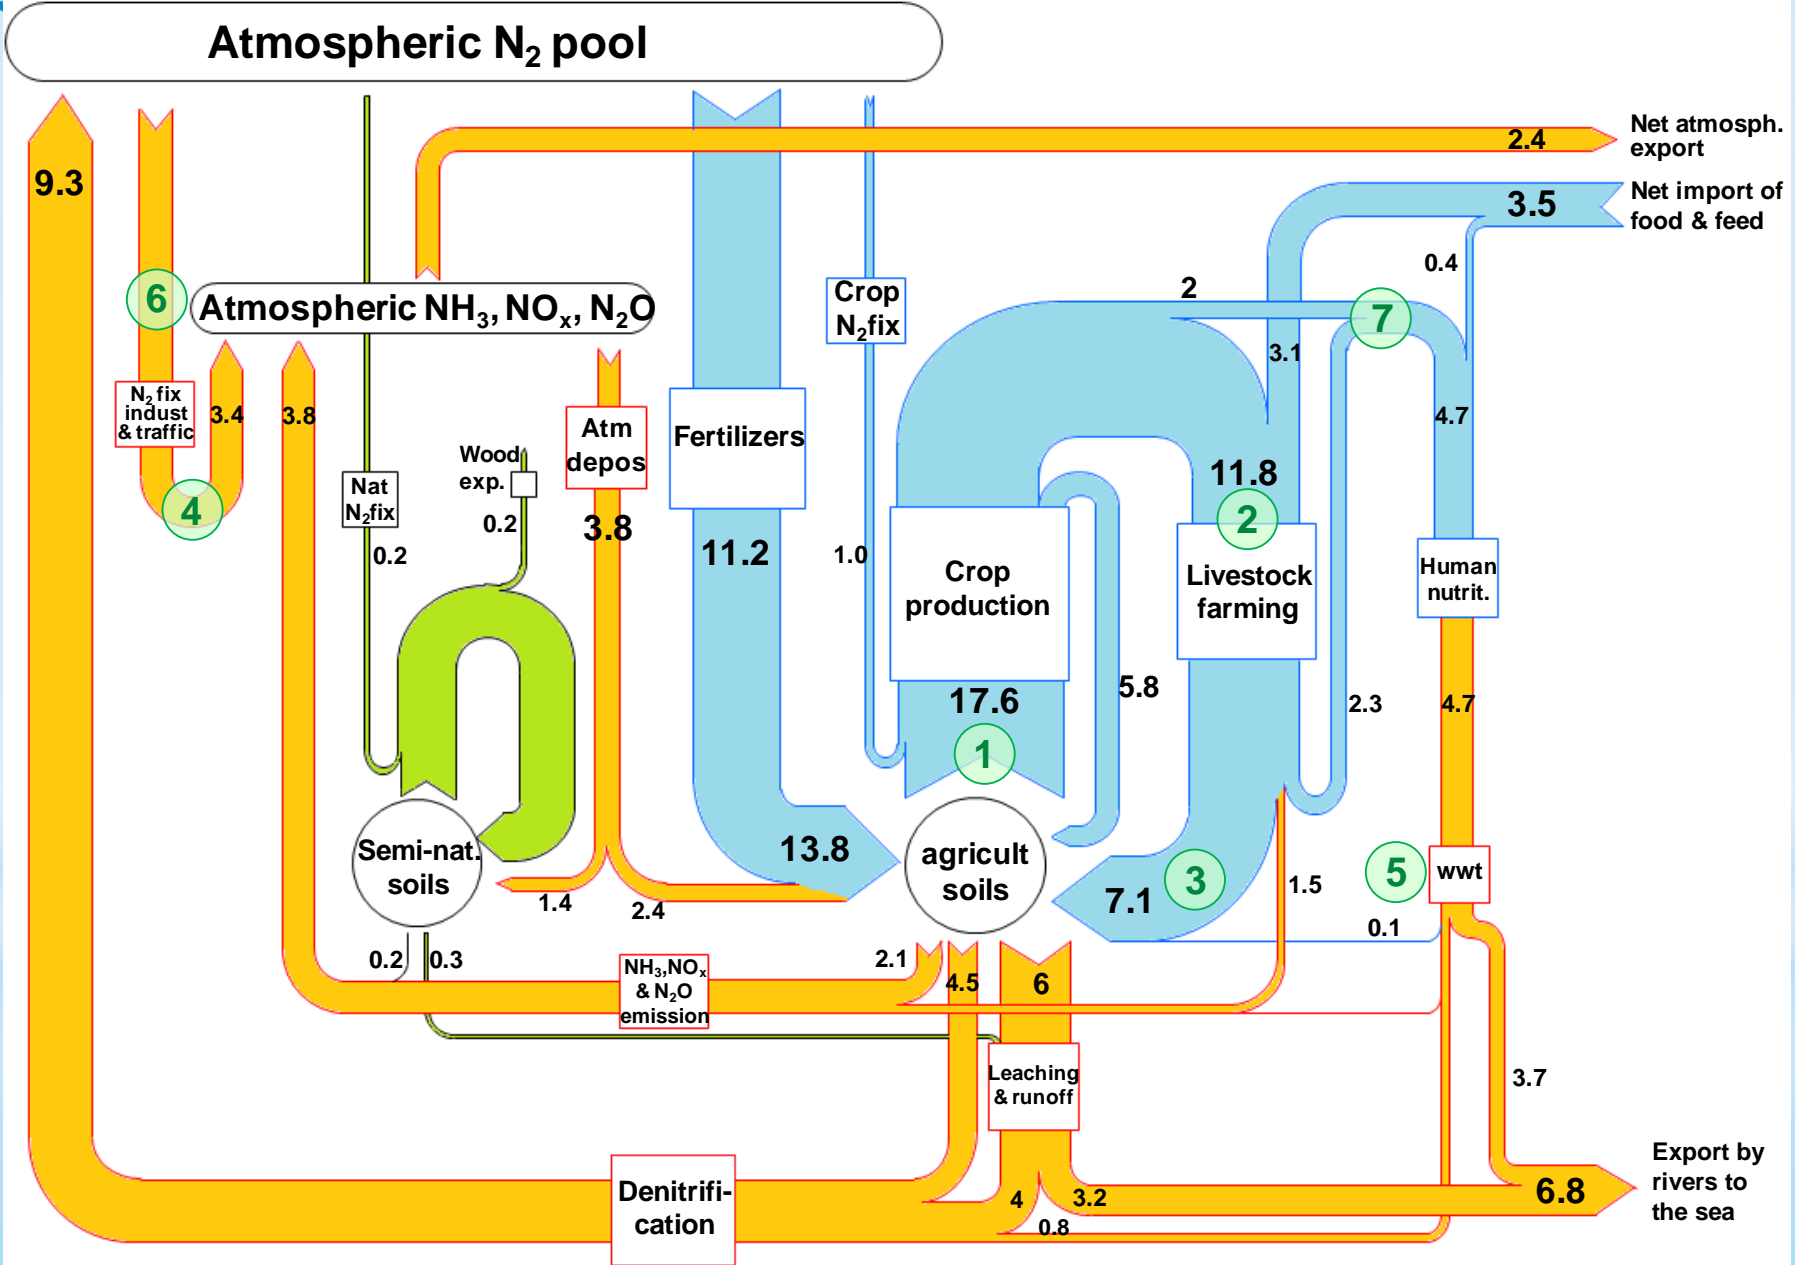 Atmospheric N₂ pool
2.4
Net atmosph.
export
9.3
3.5
Net import of
food & feed
0.4
6
Atmospheric NH₃, NOₓ, N₂O
Crop
N₂fix
2
7
3.1
N₂ fix
indust
& traffic
3.4
3.8
Atm
depos
Fertilizers
4.7
Wood
exp.
11.8
Nat
N₂fix
4
2
0.2
0.2
3.8
11.2
1.0
Crop
production
Livestock
farming
Human
nutrit.
17.6
5.8
2.3
4.7
1
Semi-nat.
soils
13.8
agricult
soils
7.1
3
1.5
5
wwt
1.4
2.4
0.1
0.2
0.3
NH₃,NOₓ
& N₂O
emission
2.1
4.5
6
Leaching
& runoff
3.7
Denitrifi-
cation
4
3.2
0.8
6.8
Export by
rivers to
the sea